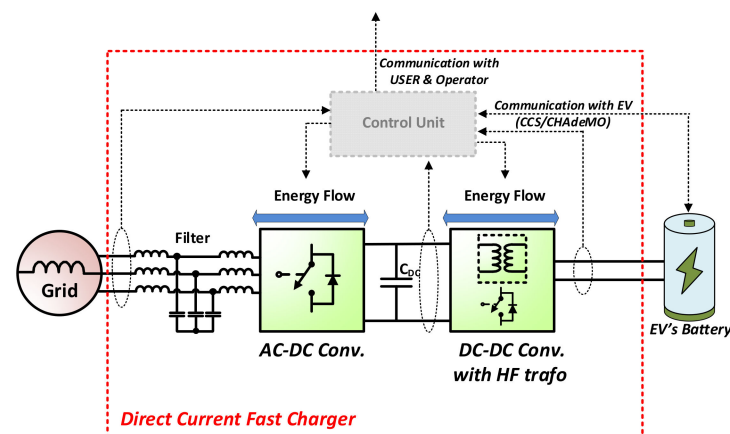 Communication with
USER & Operator
Communication with EV
(CCS/CHAdeMO)
Control Unit
Energy Flow
Energy Flow
Filter
Grid
CDC
EV's Battery
AC-DC Conv.
DC-DC Conv.
with HF trafo
Direct Current Fast Charger